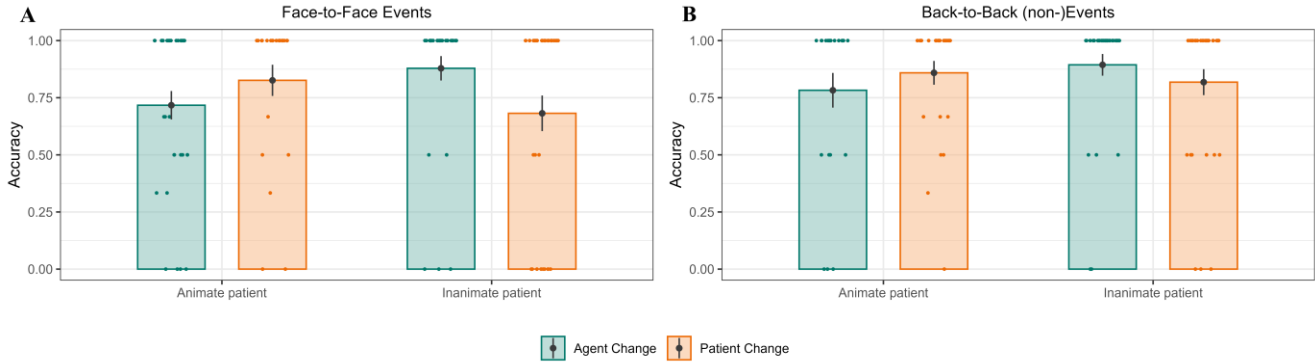 A
Face-to-Face Events
Accuracy
1.00
0.75
0.50
0.25
0.00
Animate patient
Inanimate patient
B
Back-to-Back (non-)Events
Accuracy
1.00
0.75
0.50
0.25
0.00
Animate patient
Inanimate patient
Agent Change
Patient Change